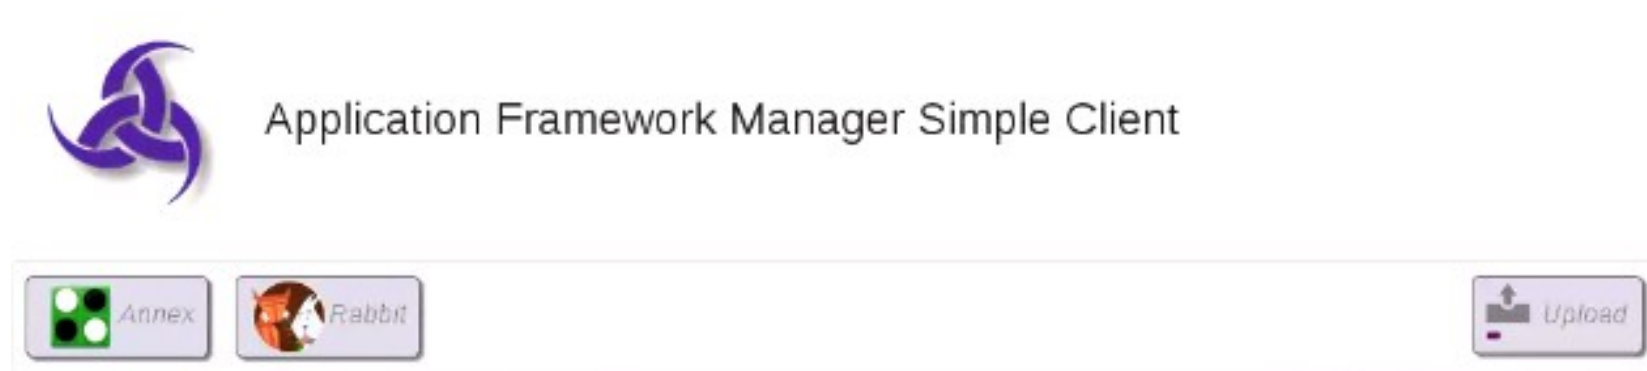 Application Framework Manager Simple Client
Annex Rabbit Upload